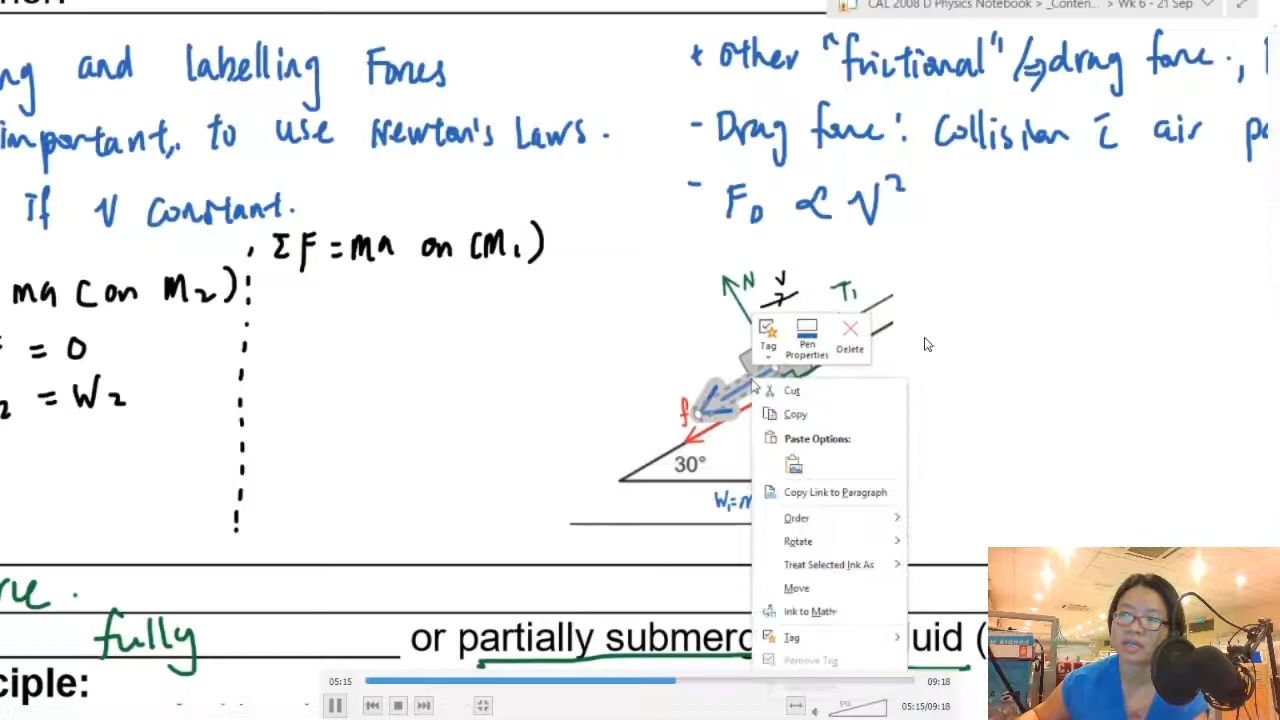 CAL 2008 D Physics Notebook > _Conten... > Wk 6 - 21 Sep
ng and labelling Forces
important, to use Newton's Laws.
If V constant.
ma (on M2)
= 0
2 = W2
ΣF = ma on (M1)
* Other "frictional" / drag force.,
- Drag force: Collision c̄ air
- FD ∝ V²
N
V
T1
f
30°
W1=m
Tag
Pen Properties
Delete
Cut
Copy
Paste Options:
Copy Link to Paragraph
Order
Rotate
Treat Selected Ink As
Move
Ink to Math
Tag
Remove Tag
fully or partially submerg uid (
ciple:
05:15
09:18
5%
05:15/09:18